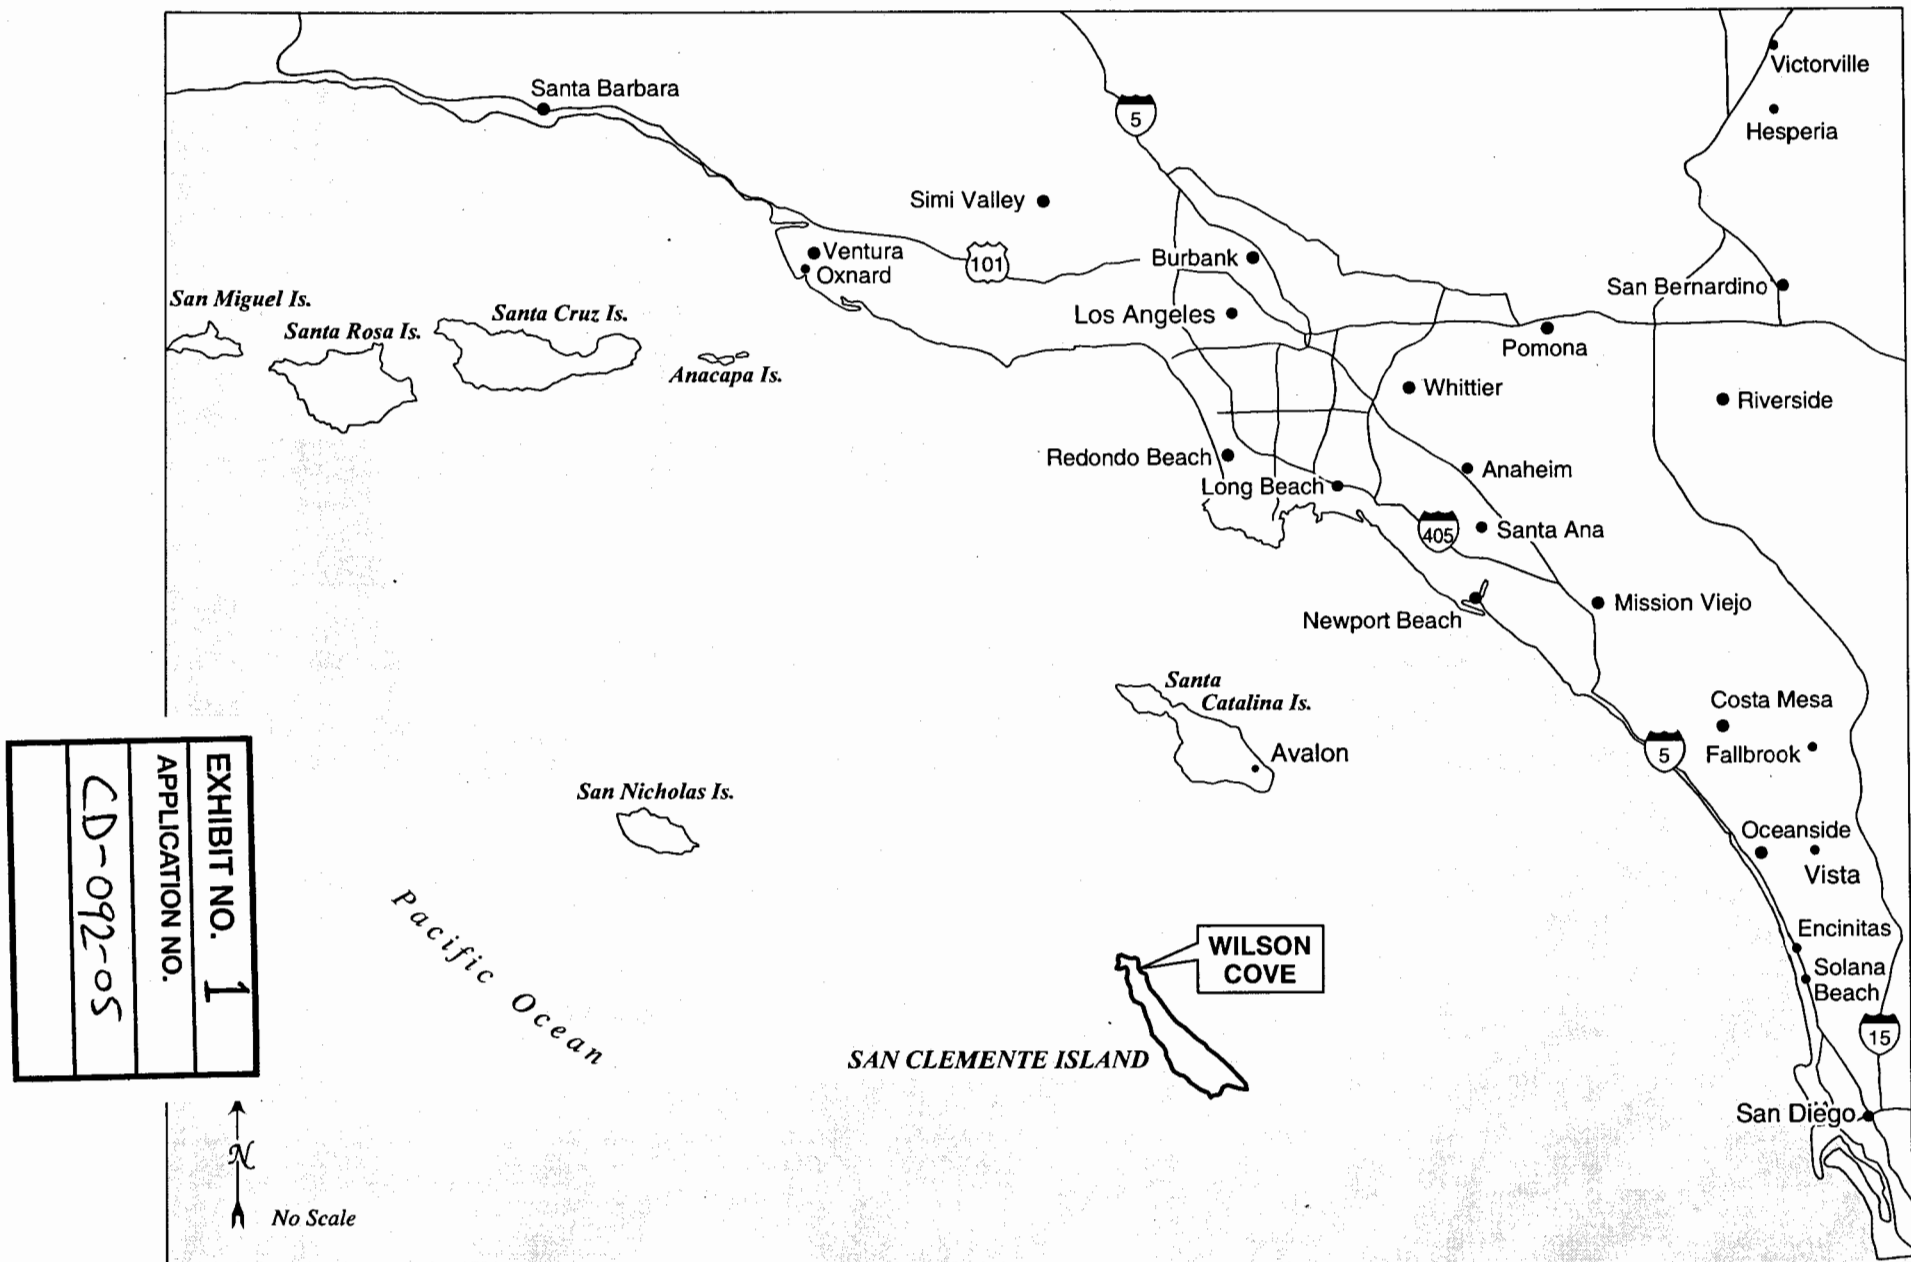 Victorville
Hesperia
Santa Barbara
5
Simi Valley
Ventura
Oxnard
101
Burbank
San Bernardino
San Miguel Is.
Santa Rosa Is.
Santa Cruz Is.
Anacapa Is.
Los Angeles
Pomona
Whittier
Riverside
Redondo Beach
Long Beach
Anaheim
405
Santa Ana
Newport Beach
Mission Viejo
Santa
Catalina Is.
Avalon
Costa Mesa
5
Fallbrook
San Nicholas Is.
Oceanside
Vista
Pacific Ocean
WILSON
COVE
Encinitas
Solana
Beach
15
SAN CLEMENTE ISLAND
San Diego
EXHIBIT NO. 1
APPLICATION NO.
CD-092-05
N
No Scale